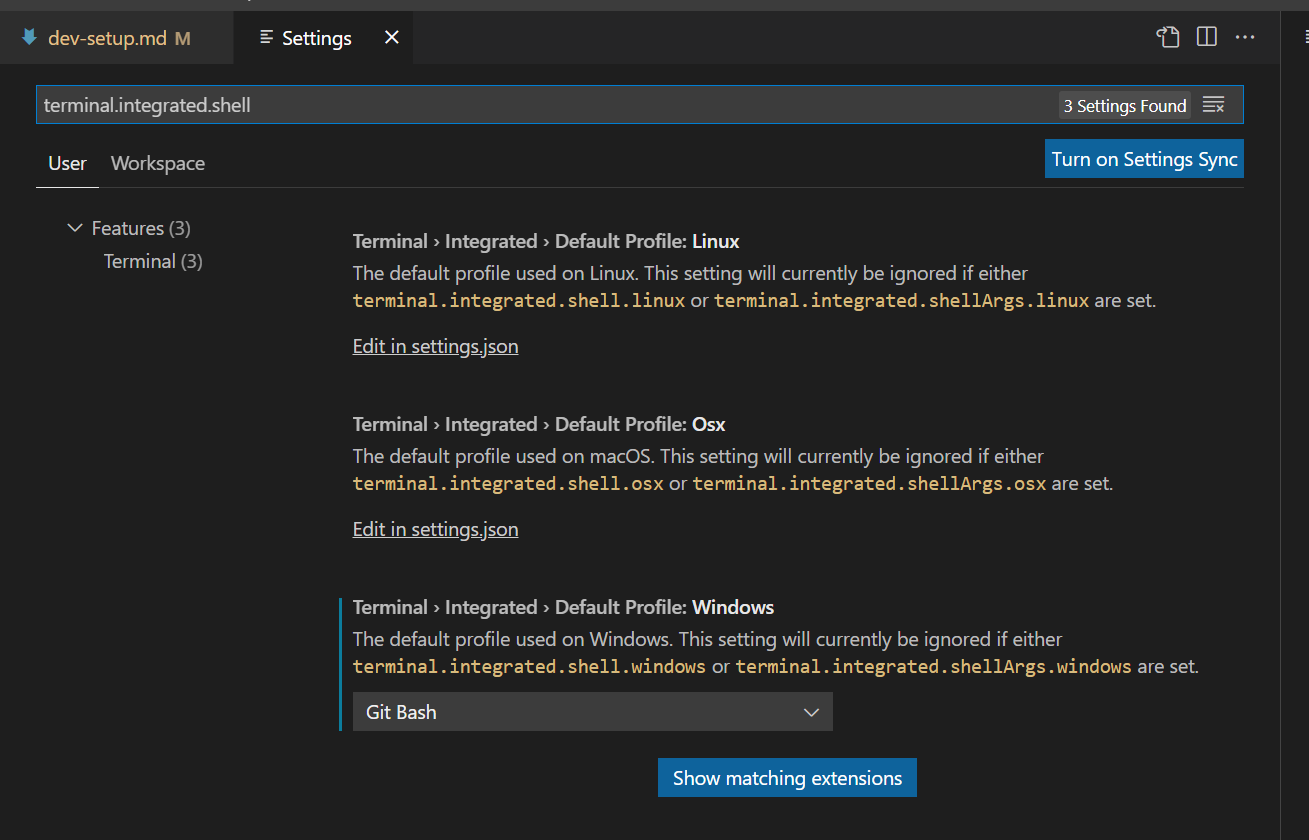 dev-setup.md M
Settings
terminal.integrated.shell
3 Settings Found
User
Workspace
Turn on Settings Sync
Features (3)
Terminal (3)
Terminal › Integrated › Default Profile: Linux
The default profile used on Linux. This setting will currently be ignored if either
terminal.integrated.shell.linux or terminal.integrated.shellArgs.linux are set.
Edit in settings.json
Terminal › Integrated › Default Profile: Osx
The default profile used on macOS. This setting will currently be ignored if either
terminal.integrated.shell.osx or terminal.integrated.shellArgs.osx are set.
Edit in settings.json
Terminal › Integrated › Default Profile: Windows
The default profile used on Windows. This setting will currently be ignored if either
terminal.integrated.shell.windows or terminal.integrated.shellArgs.windows are set.
Git Bash
Show matching extensions